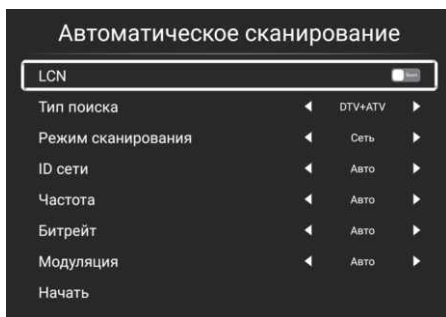 Автоматическое сканирование
LCN
Тип поиска DTV+ATV
Режим сканирования Сеть
ID сети Авто
Частота Авто
Битрейт Авто
Модуляция Авто
Начать